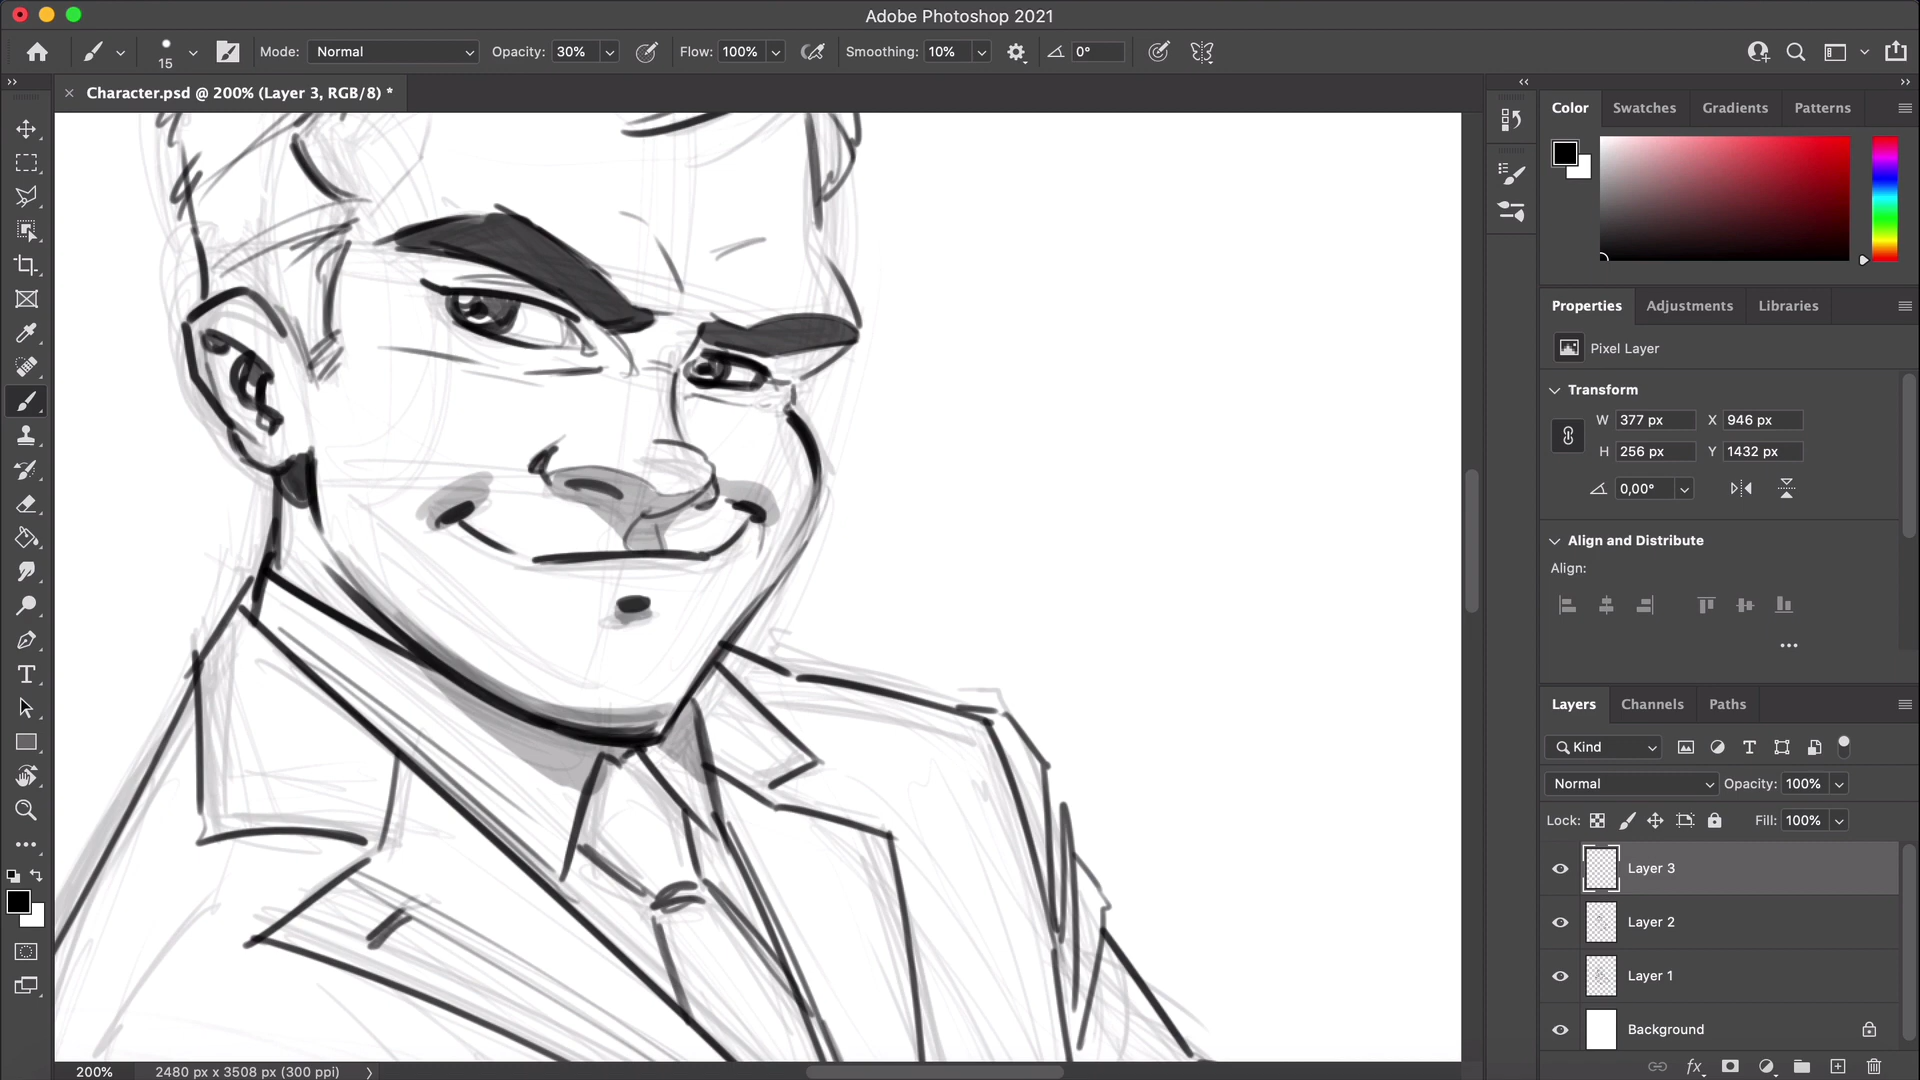 Adobe Photoshop 2021
15 Mode: Normal Opacity: 30% Flow: 100% Smoothing: 10% 0°
Character.psd @ 200% (Layer 3, RGB/8) *
Color Swatches Gradients Patterns
Properties Adjustments Libraries
Pixel Layer
Transform
W 377 px X 946 px
H 256 px Y 1432 px
0,00°
Align and Distribute
Align:
Layers Channels Paths
Kind
Normal Opacity: 100%
Lock: Fill: 100%
Layer 3
Layer 2
Layer 1
Background
fx
200% 2480 px x 3508 px (300 ppi)